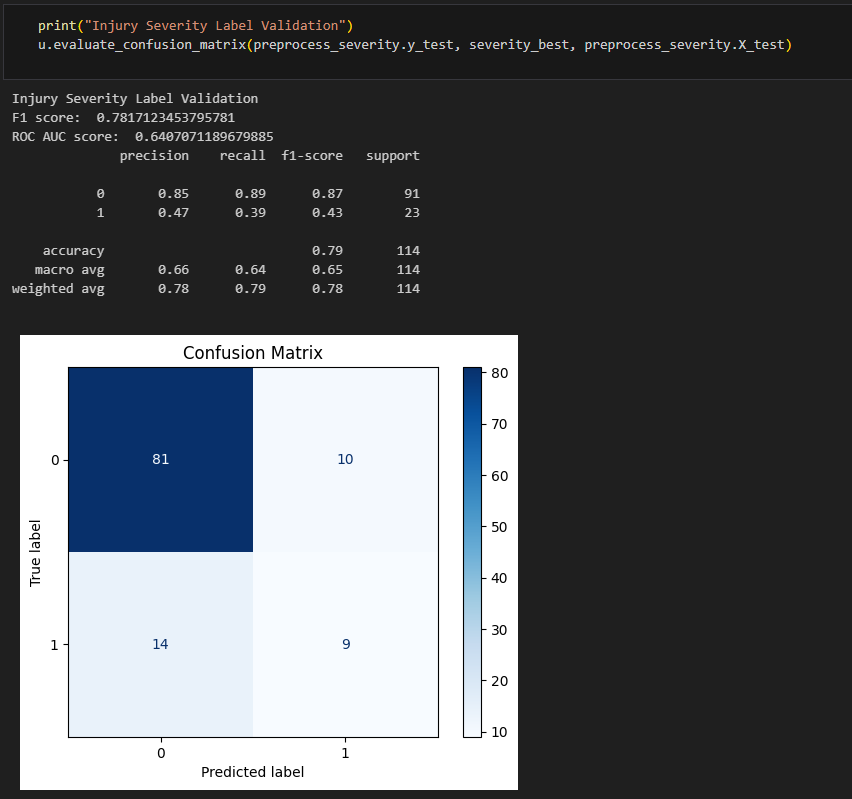 print("Injury Severity Label Validation")
u.evaluate_confusion_matrix(preprocess_severity.y_test, severity_best, preprocess_severity.X_test)
Injury Severity Label Validation
F1 score:  0.7817123453795781
ROC AUC score:  0.6407071189679885
precision    recall  f1-score   support
0       0.85      0.89      0.87        91
1       0.47      0.39      0.43        23
accuracy                           0.79       114
macro avg       0.66      0.64      0.65       114
weighted avg       0.78      0.79      0.78       114
Confusion Matrix
80
70
60
50
40
30
20
10
0
81
10
1
14
9
True label
0
1
Predicted label